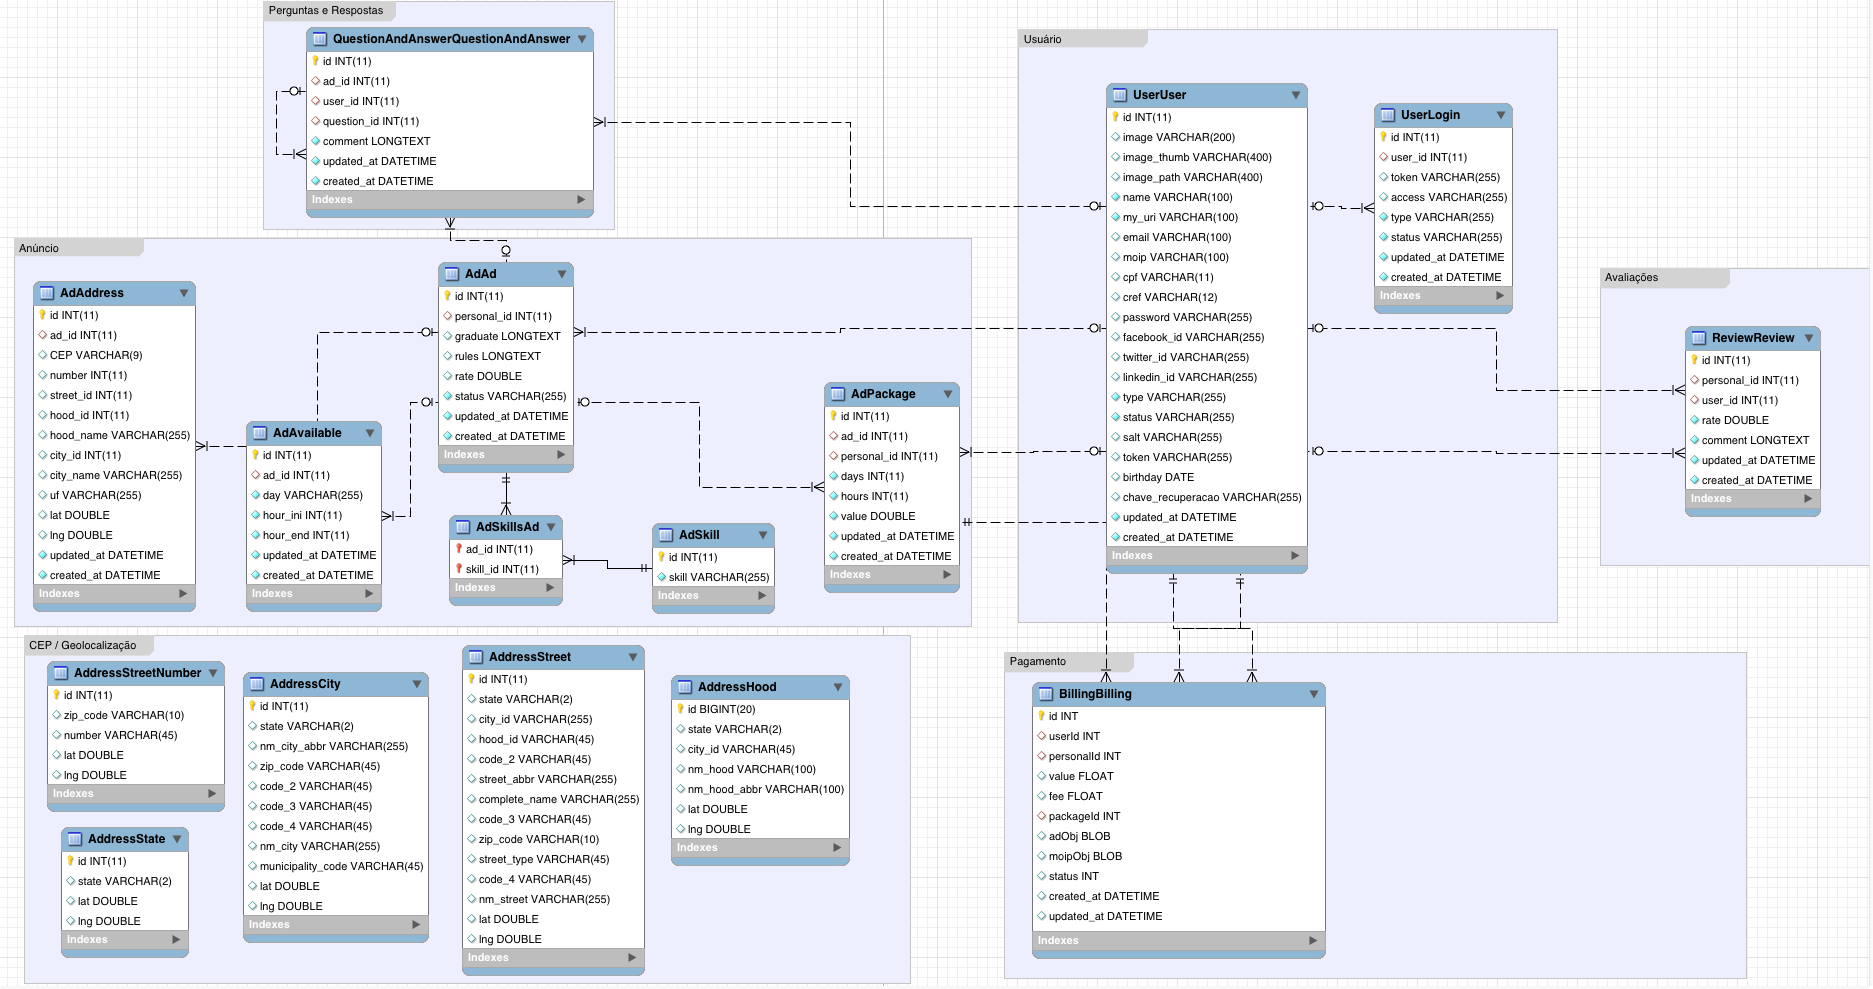 Perguntas e Respostas
QuestionAndAnswerQuestionAndAnswer
id INT(11)
ad_id INT(11)
user_id INT(11)
question_id INT(11)
comment LONGTEXT
updated_at DATETIME
created_at DATETIME
Indexes
Usuário
UserUser
id INT(11)
image VARCHAR(200)
image_thumb VARCHAR(400)
image_path VARCHAR(400)
name VARCHAR(100)
my_uri VARCHAR(100)
email VARCHAR(100)
moip VARCHAR(100)
cpf VARCHAR(11)
cref VARCHAR(12)
password VARCHAR(255)
facebook_id VARCHAR(255)
twitter_id VARCHAR(255)
linkedin_id VARCHAR(255)
type VARCHAR(255)
status VARCHAR(255)
salt VARCHAR(255)
token VARCHAR(255)
birthday DATE
chave_recuperacao VARCHAR(255)
updated_at DATETIME
created_at DATETIME
Indexes
UserLogin
id INT(11)
user_id INT(11)
token VARCHAR(255)
access VARCHAR(255)
type VARCHAR(255)
status VARCHAR(255)
updated_at DATETIME
created_at DATETIME
Indexes
Avaliações
ReviewReview
id INT(11)
personal_id INT(11)
user_id INT(11)
rate DOUBLE
comment LONGTEXT
updated_at DATETIME
created_at DATETIME
Indexes
Anúncio
AdAddress
id INT(11)
ad_id INT(11)
CEP VARCHAR(9)
number INT(11)
street_id INT(11)
hood_id INT(11)
hood_name VARCHAR(255)
city_id INT(11)
city_name VARCHAR(255)
uf VARCHAR(255)
lat DOUBLE
lng DOUBLE
updated_at DATETIME
created_at DATETIME
Indexes
AdAvailable
id INT(11)
ad_id INT(11)
day VARCHAR(255)
hour_ini INT(11)
hour_end INT(11)
updated_at DATETIME
created_at DATETIME
Indexes
AdAd
id INT(11)
personal_id INT(11)
graduate LONGTEXT
rules LONGTEXT
rate DOUBLE
status VARCHAR(255)
updated_at DATETIME
created_at DATETIME
Indexes
AdSkillsAd
ad_id INT(11)
skill_id INT(11)
Indexes
AdSkill
id INT(11)
skill VARCHAR(255)
Indexes
AdPackage
id INT(11)
ad_id INT(11)
personal_id INT(11)
days INT(11)
hours INT(11)
value DOUBLE
updated_at DATETIME
created_at DATETIME
Indexes
CEP / Geolocalização
AddressStreetNumber
id INT(11)
zip_code VARCHAR(10)
number VARCHAR(45)
lat DOUBLE
lng DOUBLE
Indexes
AddressState
id INT(11)
state VARCHAR(2)
lat DOUBLE
lng DOUBLE
Indexes
AddressCity
id INT(11)
state VARCHAR(2)
nm_city_abbr VARCHAR(255)
zip_code VARCHAR(45)
code_2 VARCHAR(45)
code_3 VARCHAR(45)
code_4 VARCHAR(45)
nm_city VARCHAR(255)
municipality_code VARCHAR(45)
lat DOUBLE
lng DOUBLE
Indexes
AddressStreet
id INT(11)
state VARCHAR(2)
city_id VARCHAR(255)
hood_id VARCHAR(45)
code_2 VARCHAR(45)
street_abbr VARCHAR(255)
complete_name VARCHAR(255)
code_3 VARCHAR(45)
zip_code VARCHAR(10)
street_type VARCHAR(45)
code_4 VARCHAR(45)
nm_street VARCHAR(255)
lat DOUBLE
lng DOUBLE
Indexes
AddressHood
id BIGINT(20)
state VARCHAR(2)
city_id VARCHAR(45)
nm_hood VARCHAR(100)
nm_hood_abbr VARCHAR(100)
lat DOUBLE
lng DOUBLE
Indexes
Pagamento
BillingBilling
id INT
userId INT
personalId INT
value FLOAT
fee FLOAT
packageId INT
adObj BLOB
moipObj BLOB
status INT
created_at DATETIME
updated_at DATETIME
Indexes